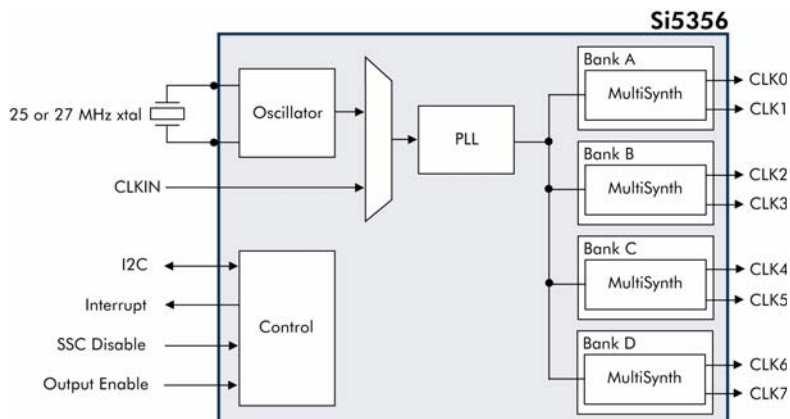 Si5356
Bank A
MultiSynth
CLK0
CLK1
25 or 27 MHz xtal
Oscillator
PLL
Bank B
MultiSynth
CLK2
CLK3
CLKIN
Bank C
MultiSynth
CLK4
CLK5
I2C
Interrupt
SSC Disable
Output Enable
Control
Bank D
MultiSynth
CLK6
CLK7